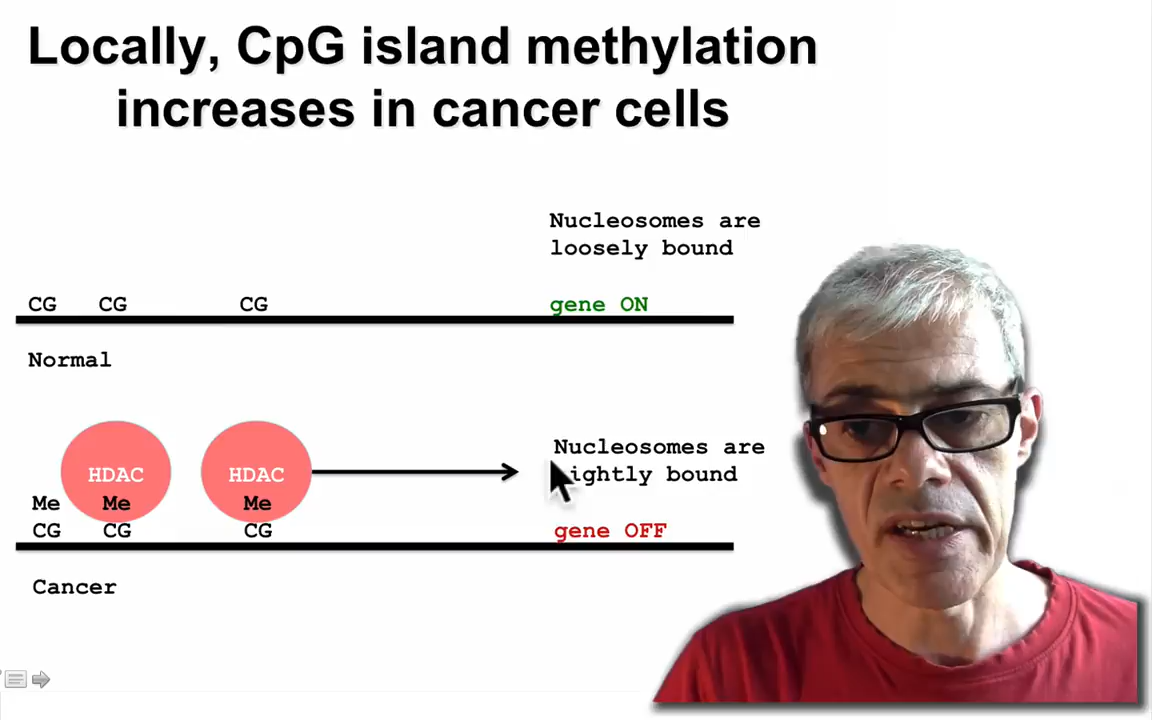 Locally, CpG island methylation
increases in cancer cells
Nucleosomes are
loosely bound
CG CG CG gene ON
Normal
Nucleosomes are
HDAC HDAC bound
Me Me Me
CG CG CG gene OFF
Cancer